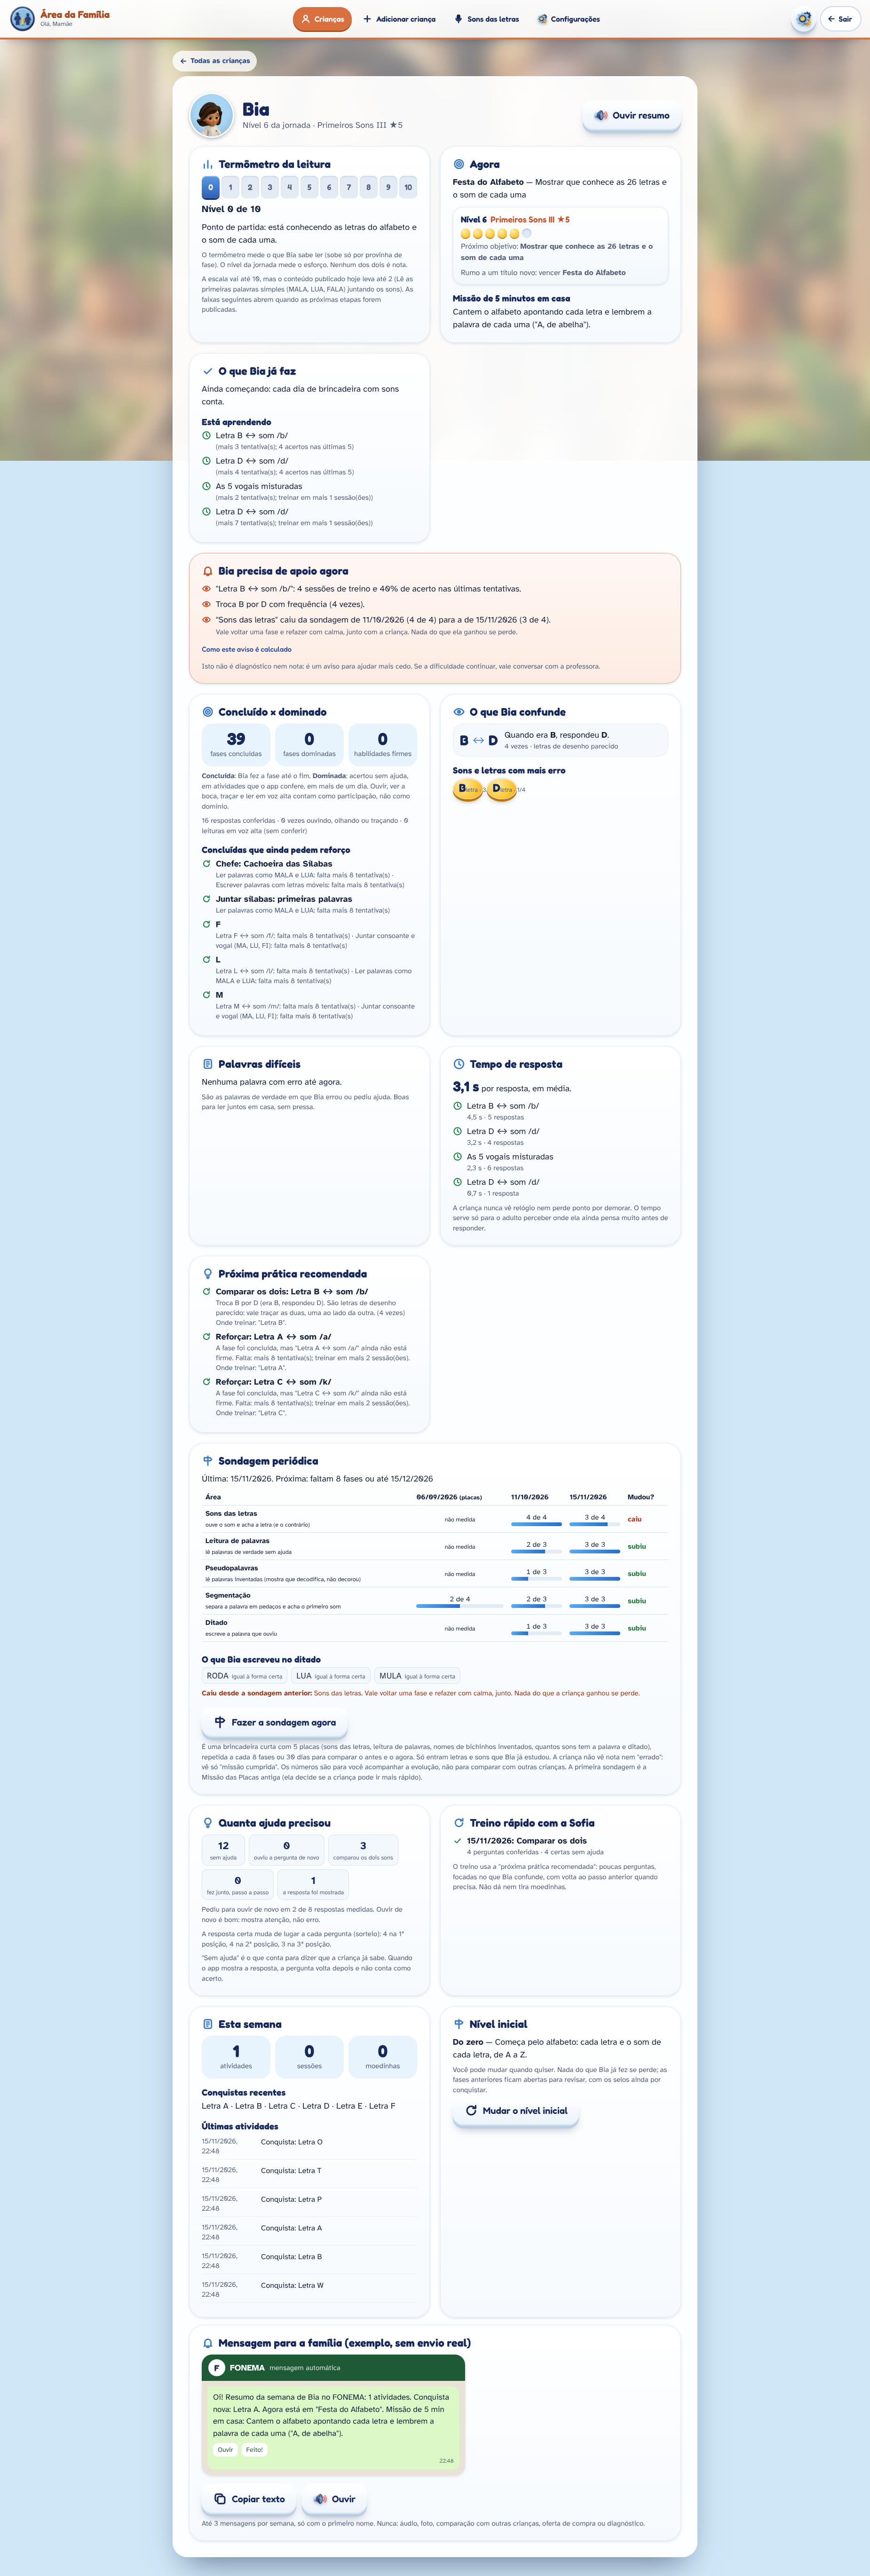 Área da Família
Olá, Mamãe
Crianças
Adicionar criança
Sons das letras
Configurações
Sair
Todas as crianças
Bia
Nível 6 da jornada · Primeiros Sons III ★5
Ouvir resumo
Termômetro da leitura
0 1 2 3 4 5 6 7 8 9 10
Nível 0 de 10
Ponto de partida: está conhecendo as letras do alfabeto e
o som de cada uma.
O termômetro mede o que Bia sabe ler (sobe só por provinha de
fase). O nível da jornada mede o esforço. Nenhum dos dois é nota.
A escala vai até 10, mas o conteúdo publicado hoje leva até 2 (Lê as
primeiras palavras simples (MALA, LUA, FALA) juntando os sons). As
faixas seguintes abrem quando as próximas etapas forem
publicadas.
Agora
Festa do Alfabeto — Mostrar que conhece as 26 letras e
o som de cada uma
Nível 6 Primeiros Sons III ★5
Próximo objetivo: Mostrar que conhece as 26 letras e o
som de cada uma
Rumo a um título novo: vencer Festa do Alfabeto
Missão de 5 minutos em casa
Cantem o alfabeto apontando cada letra e lembrem a
palavra de cada uma ("A, de abelha").
O que Bia já faz
Ainda começando: cada dia de brincadeira com sons
conta.
Está aprendendo
Letra B ↔ som /b/
(mais 3 tentativa(s); 4 acertos nas últimas 5)
Letra D ↔ som /d/
(mais 4 tentativa(s); 4 acertos nas últimas 5)
As 5 vogais misturadas
(mais 2 tentativa(s); treinar em mais 1 sessão(ões))
Letra D ↔ som /d/
(mais 7 tentativa(s); treinar em mais 1 sessão(ões))
Bia precisa de apoio agora
"Letra B ↔ som /b/": 4 sessões de treino e 40% de acerto nas últimas tentativas.
Troca B por D com frequência (4 vezes).
"Sons das letras" caiu da sondagem de 11/10/2026 (4 de 4) para a de 15/11/2026 (3 de 4).
Vale voltar uma fase e refazer com calma, junto com a criança. Nada do que ela ganhou se perde.
Como este aviso é calculado
Isto não é diagnóstico nem nota: é um aviso para ajudar mais cedo. Se a dificuldade continuar, vale conversar com a professora.
Concluído × dominado
39 0 0
fases concluídas fases dominadas habilidades firmes
Concluída: Bia fez a fase até o fim. Dominada: acertou sem ajuda,
em atividades que o app confere, em mais de um dia. Ouvir, ver a
boca, traçar e ler em voz alta contam como participação, não como
domínio.
16 respostas conferidas · 0 vezes ouvindo, olhando ou traçando · 0
leituras em voz alta (sem conferir)
Concluídas que ainda pedem reforço
Chefe: Cachoeira das Sílabas
Ler palavras como MALA e LUA: falta mais 8 tentativa(s) ·
Escrever palavras com letras móveis: falta mais 8 tentativa(s)
Juntar sílabas: primeiras palavras
Ler palavras como MALA e LUA: falta mais 8 tentativa(s)
F
Letra F ↔ som /f/: falta mais 8 tentativa(s) · Juntar consoante e
vogal (MA, LU, FI): falta mais 8 tentativa(s)
L
Letra L ↔ som /l/: falta mais 8 tentativa(s) · Ler palavras como
MALA e LUA: falta mais 8 tentativa(s)
M
Letra M ↔ som /m/: falta mais 8 tentativa(s) · Juntar consoante
e vogal (MA, LU, FI): falta mais 8 tentativa(s)
O que Bia confunde
B ↔ D
Quando era B, respondeu D.
4 vezes · letras de desenho parecido
Sons e letras com mais erro
B D
Palavras difíceis
Nenhuma palavra com erro até agora.
São as palavras de verdade em que Bia errou ou pediu ajuda. Boas
para ler juntos em casa, sem pressa.
Tempo de resposta
3,1 s por resposta, em média.
Letra B ↔ som /b/
4,5 s · 5 respostas
Letra D ↔ som /d/
3,2 s · 4 respostas
As 5 vogais misturadas
2,3 s · 6 respostas
Letra D ↔ som /d/
0,7 s · 1 resposta
A criança nunca vê relógio nem perde ponto por demorar. O tempo
serve só para o adulto perceber onde ela ainda pensa muito antes de
responder.
Próxima prática recomendada
Comparar os dois: Letra B ↔ som /b/
Troca B por D (era B, respondeu D). São letras de desenho
parecido: vale traçar as duas, uma ao lado da outra. (4 vezes)
Onde treinar: "Letra B".
Reforçar: Letra A ↔ som /a/
A fase foi concluída, mas "Letra A ↔ som /a/" ainda não está
firme. Falta: mais 8 tentativa(s); treinar em mais 2 sessão(ões).
Onde treinar: "Letra A".
Reforçar: Letra C ↔ som /k/
A fase foi concluída, mas "Letra C ↔ som /k/" ainda não está
firme. Falta: mais 8 tentativa(s); treinar em mais 2 sessão(ões).
Onde treinar: "Letra C".
Sondagem periódica
Última: 15/11/2026. Próxima: faltam 8 fases ou até 15/12/2026
Área 06/09/2026 (placas) 11/10/2026 15/11/2026 Mudou?
Sons das letras
ouve o som e acha a letra (e o contrário)
não medida 4 de 4 3 de 4 caiu
Leitura de palavras
lê palavras de verdade sem ajuda
não medida 2 de 3 3 de 3 subiu
Pseudopalavras
lê palavras inventadas (mostra que decodifica, não decorou)
não medida 1 de 3 3 de 3 subiu
Segmentação
separa a palavra em pedaços e acha o primeiro som
2 de 4 2 de 3 3 de 3 subiu
Ditado
escreve a palavra que ouviu
não medida 1 de 3 3 de 3 subiu
O que Bia escreveu no ditado
RODA Igual à forma certa LUA Igual à forma certa MULA Igual à forma certa
Caiu desde a sondagem anterior: Sons das letras. Vale voltar uma fase e refazer com calma, junto. Nada do que a criança ganhou se perde.
Fazer a sondagem agora
É uma brincadeira curta com 5 placas (sons das letras, leitura de palavras, nomes de bichinhos inventados, quantos sons tem a palavra e ditado),
repetida a cada 8 fases ou 30 dias para comparar o antes e o agora. Só entram letras e sons que Bia já estudou. A criança não vê nota nem "errado":
vê só "missão cumprida". Os números são para você acompanhar a evolução, não para comparar com outras crianças. A primeira sondagem é a
Missão das Placas antiga (ela decide se a criança pode ir mais rápido).
Quanta ajuda precisou
12 0 3
sem ajuda ouviu a pergunta de novo comparou os dois sons
0 1
fez junto, passo a passo a resposta foi mostrada
Pediu para ouvir de novo em 2 de 8 respostas medidas. Ouvir de
novo é bom: mostra atenção, não erro.
A resposta certa muda de lugar a cada pergunta (sorteio): 4 na 1ª
posição, 4 na 2ª posição, 3 na 3ª posição.
"Sem ajuda" é o que conta para dizer que a criança já sabe. Quando
o app mostra a resposta, a pergunta volta depois e não conta como
acerto.
Treino rápido com a Sofia
15/11/2026: Comparar os dois
4 perguntas conferidas · 4 certas sem ajuda
O treino usa a "próxima prática recomendada": poucas perguntas,
focadas no que Bia confunde, com volta ao passo anterior quando
precisa. Não dá nem tira moedinhas.
Esta semana
1 0 0
atividades sessões moedinhas
Conquistas recentes
Letra A · Letra B · Letra C · Letra D · Letra E · Letra F
Últimas atividades
15/11/2026, 22:48 Conquista: Letra O
15/11/2026, 22:48 Conquista: Letra T
15/11/2026, 22:48 Conquista: Letra P
15/11/2026, 22:48 Conquista: Letra A
15/11/2026, 22:48 Conquista: Letra B
15/11/2026, 22:48 Conquista: Letra W
Nível inicial
Do zero — Começa pelo alfabeto: cada letra e o som de
cada letra, de A a Z.
Você pode mudar quando quiser. Nada do que Bia já fez se perde; as
fases anteriores ficam abertas para revisar, com os selos ainda por
conquistar.
Mudar o nível inicial
Mensagem para a família (exemplo, sem envio real)
F FONEMA mensagem automática
Oi! Resumo da semana de Bia no FONEMA: 1 atividades. Conquista
nova: Letra A. Agora está em "Festa do Alfabeto". Missão de 5 min
em casa: Cantem o alfabeto apontando cada letra e lembrem a
palavra de cada uma ("A, de abelha").
Ouvir Feito!
22:48
Copiar texto
Ouvir
Até 3 mensagens por semana, só com o primeiro nome. Nunca: áudio, foto, comparação com outras crianças, oferta de compra ou diagnóstico.